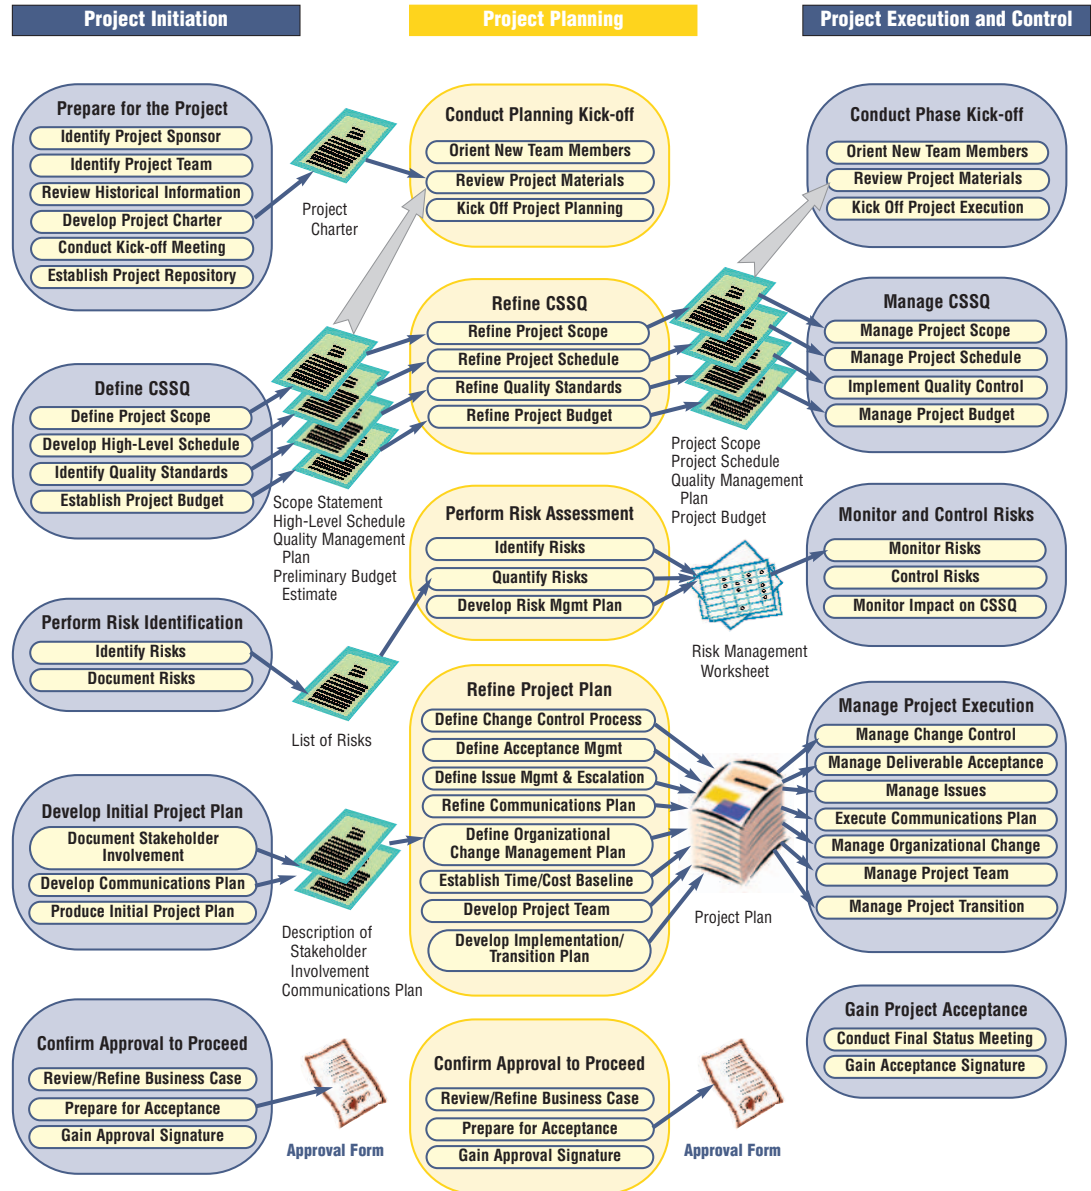 Project Initiation
Project Planning
Project Execution and Control
Prepare for the Project
Identify Project Sponsor
Identify Project Team
Review Historical Information
Develop Project Charter
Conduct Kick-off Meeting
Establish Project Repository
Project
Charter
Conduct Planning Kick-off
Orient New Team Members
Review Project Materials
Kick Off Project Planning
Conduct Phase Kick-off
Orient New Team Members
Review Project Materials
Kick Off Project Execution
Define CSSQ
Define Project Scope
Develop High-Level Schedule
Identify Quality Standards
Establish Project Budget
Scope Statement
High-Level Schedule
Quality Management
Plan
Preliminary Budget
Estimate
Refine CSSQ
Refine Project Scope
Refine Project Schedule
Refine Quality Standards
Refine Project Budget
Project Scope
Project Schedule
Quality Management
Plan
Project Budget
Manage CSSQ
Manage Project Scope
Manage Project Schedule
Implement Quality Control
Manage Project Budget
Perform Risk Identification
Identify Risks
Document Risks
List of Risks
Perform Risk Assessment
Identify Risks
Quantify Risks
Develop Risk Mgmt Plan
Risk Management
Worksheet
Monitor and Control Risks
Monitor Risks
Control Risks
Monitor Impact on CSSQ
Develop Initial Project Plan
Document Stakeholder
Involvement
Develop Communications Plan
Produce Initial Project Plan
Description of
Stakeholder
Involvement
Communications Plan
Refine Project Plan
Define Change Control Process
Define Acceptance Mgmt
Define Issue Mgmt & Escalation
Refine Communications Plan
Define Organizational
Change Management Plan
Establish Time/Cost Baseline
Develop Project Team
Develop Implementation/
Transition Plan
Project Plan
Manage Project Execution
Manage Change Control
Manage Deliverable Acceptance
Manage Issues
Execute Communications Plan
Manage Organizational Change
Manage Project Team
Manage Project Transition
Confirm Approval to Proceed
Review/Refine Business Case
Prepare for Acceptance
Gain Approval Signature
Approval Form
Confirm Approval to Proceed
Review/Refine Business Case
Prepare for Acceptance
Gain Approval Signature
Approval Form
Gain Project Acceptance
Conduct Final Status Meeting
Gain Acceptance Signature